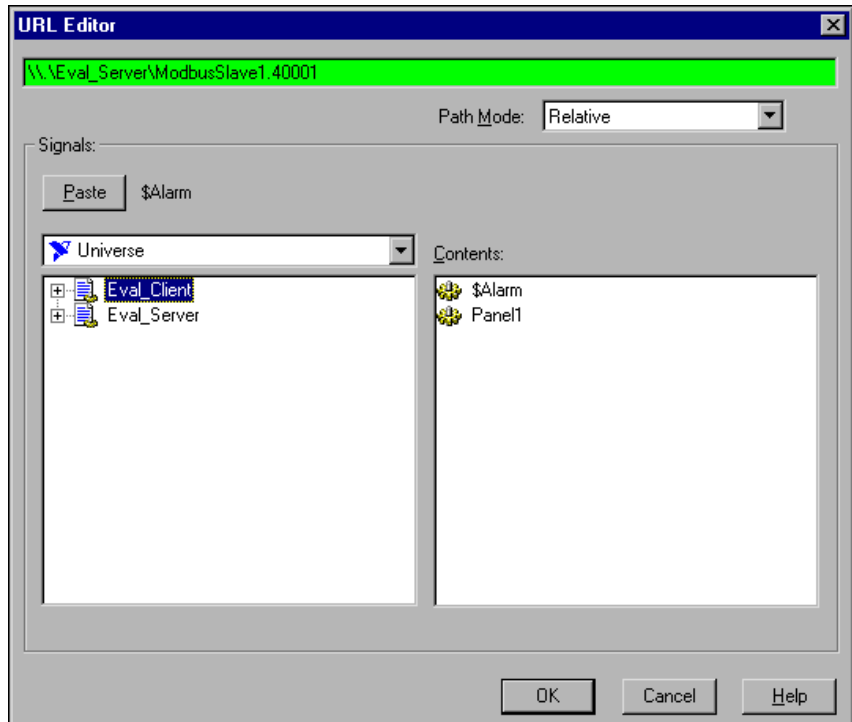 URL Editor
\\.\Eval_Server\ModbusSlave1.40001
Path Mode: Relative
Signals:
Paste $Alarm
Universe
Contents:
Eval_Client
Eval_Server
$Alarm
Panel1
OK Cancel Help